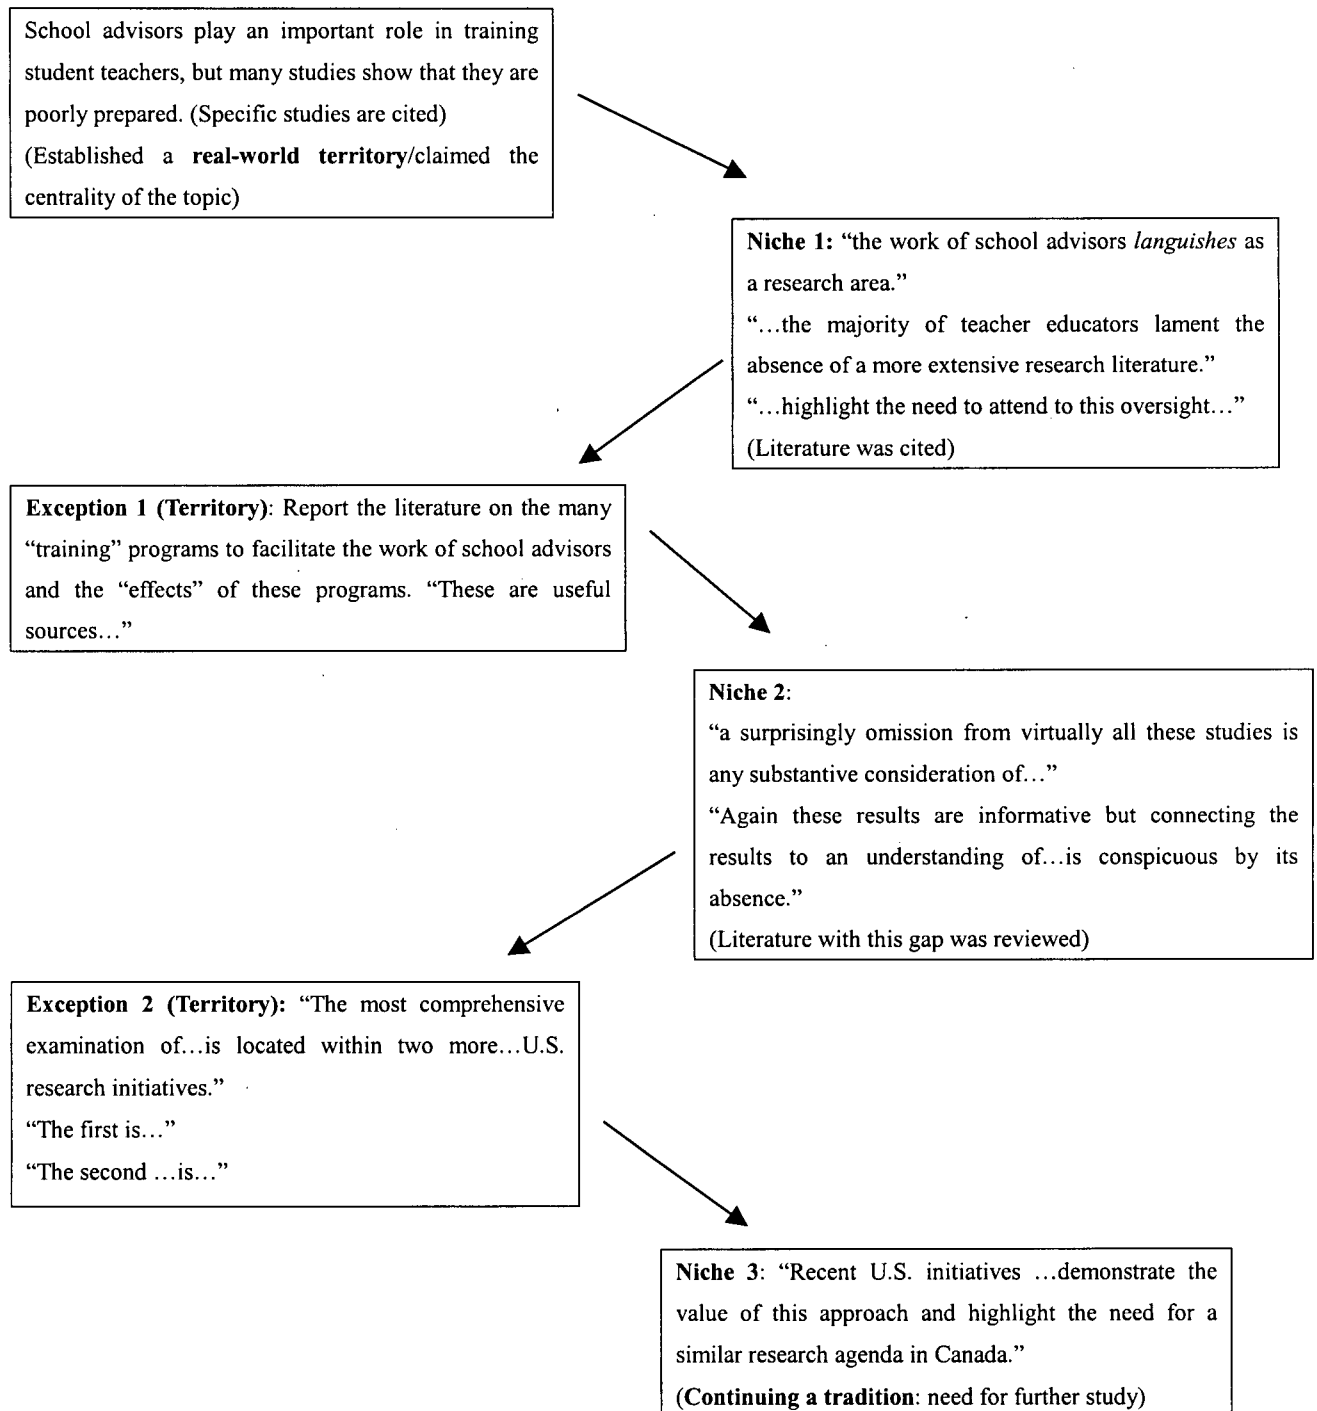 School advisors play an important role in training
student teachers, but many studies show that they are
poorly prepared. (Specific studies are cited)
(Established a real-world territory/claimed the
centrality of the topic)
Niche 1: “the work of school advisors languishes as
a research area.”
“…the majority of teacher educators lament the
absence of a more extensive research literature.”
“…highlight the need to attend to this oversight…”
(Literature was cited)
Exception 1 (Territory): Report the literature on the many
“training” programs to facilitate the work of school advisors
and the “effects” of these programs. “These are useful
sources…”
Niche 2:
“a surprisingly omission from virtually all these studies is
any substantive consideration of…”
“Again these results are informative but connecting the
results to an understanding of…is conspicuous by its
absence.”
(Literature with this gap was reviewed)
Exception 2 (Territory): “The most comprehensive
examination of…is located within two more…U.S.
research initiatives.”
“The first is…”
“The second …is…”
Niche 3: “Recent U.S. initiatives …demonstrate the
value of this approach and highlight the need for a
similar research agenda in Canada.”
(Continuing a tradition: need for further study)